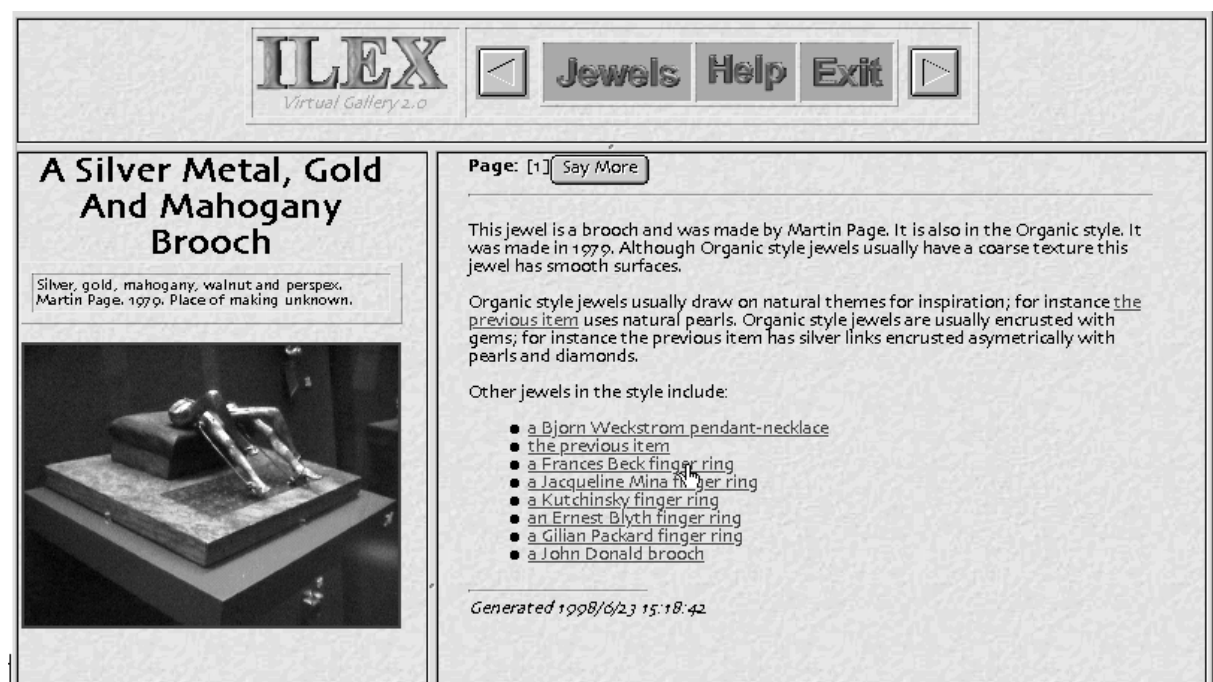 ILEX
Virtual Gallery 2.0
Jewels Help Exit
A Silver Metal, Gold
And Mahogany
Brooch
Silver, gold, mahogany, walnut and perspex.
Martin Page. 1979. Place of making unknown.
Page: [1] Say More
This jewel is a brooch and was made by Martin Page. It is also in the Organic style. It
was made in 1979. Although Organic style jewels usually have a coarse texture this
jewel has smooth surfaces.
Organic style jewels usually draw on natural themes for inspiration; for instance the
previous item uses natural pearls. Organic style jewels are usually encrusted with
gems; for instance the previous item has silver links encrusted asymetrically with
pearls and diamonds.
Other jewels in the style include:
a Bjorn Weckstrom pendant-necklace
the previous item
a Frances Beck finger ring
a Jacqueline Mina finger ring
a Kutchinsky finger ring
an Ernest Blyth finger ring
a Gilian Packard finger ring
a John Donald brooch
Generated 1998/6/23 15:18:42